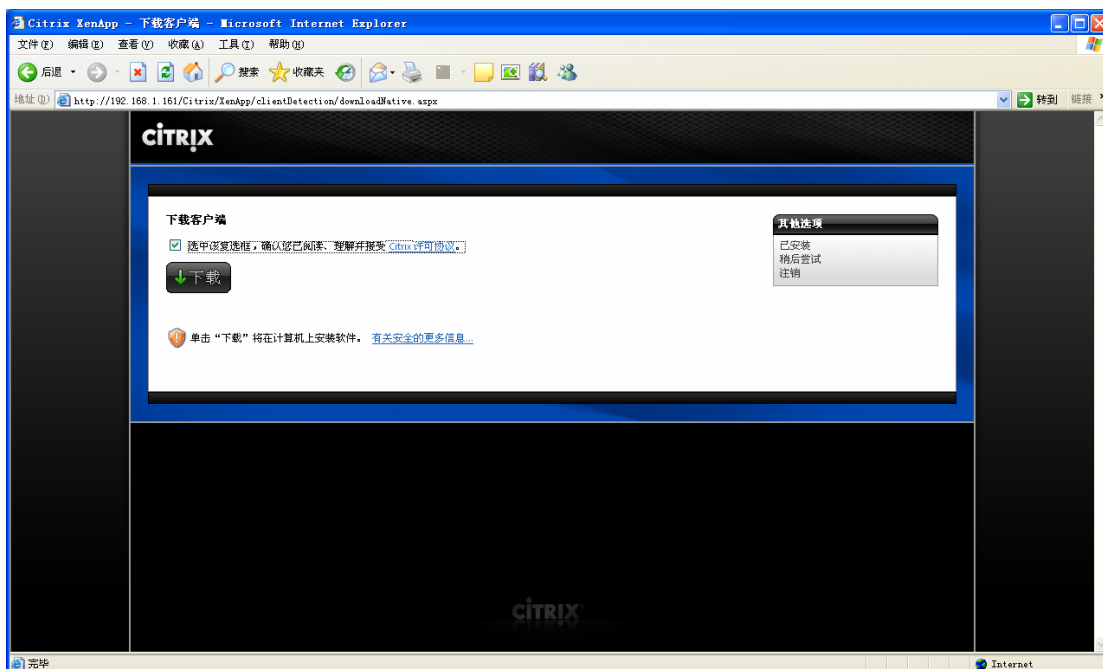 Citrix XenApp - 下载客户端 - Microsoft Internet Explorer
文件(F) 编辑(E) 查看(V) 收藏(A) 工具(T) 帮助(H)
后退 搜索 收藏夹
地址(D) http://192.168.1.161/Citrix/XenApp/clientDetection/downloadNative.aspx 转到 链接
CITRIX
下载客户端
选中该复选框，确认您已阅读、理解并接受 Citrix 许可协议。
下载
单击“下载”将在计算机上安装软件。 有关安全的更多信息...
其他选项
已安装
稍后尝试
注销
CITRIX
完毕 Internet